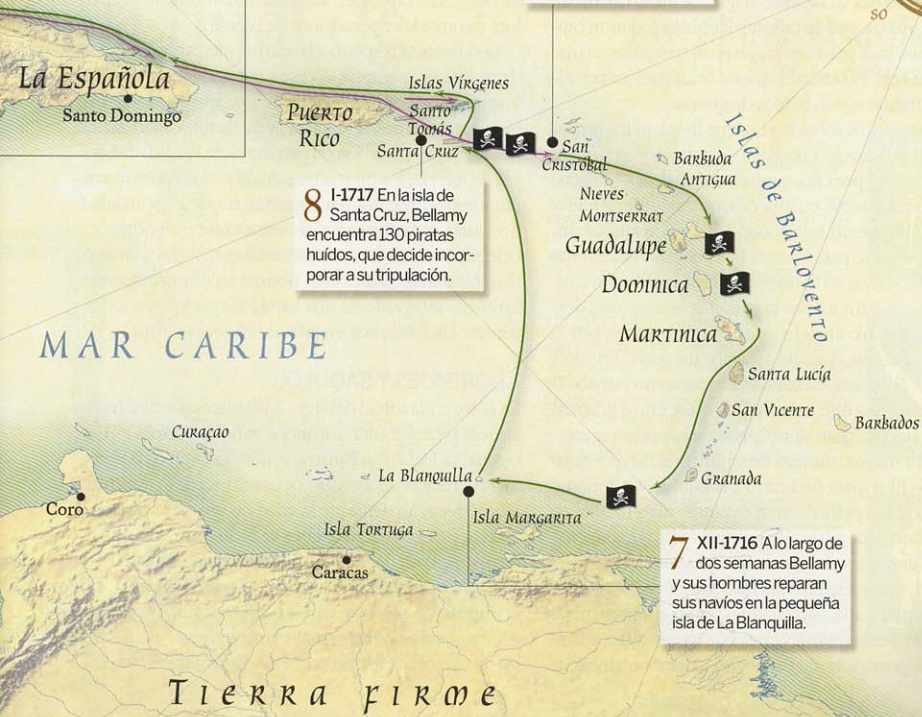 SO
La Española
Santo Domingo
Puerto
Rico
Islas Vírgenes
Santo
Tomás
Santa Cruz
San
Cristóbal
Barbuda
Antigua
Nieves
Montserrat
Guadalupe
Dominica
Martinica
Islas de Barlovento
Santa Lucía
San Vicente
Barbados
Granada
8 I-1717 En la isla de
Santa Cruz, Bellamy
encuentra 130 piratas
huídos, que decide incor-
porar a su tripulación.
MAR CARIBE
Curaçao
Coro
La Blanquilla
Isla Margarita
Isla Tortuga
Caracas
7 XII-1716 A lo largo de
dos semanas Bellamy
y sus hombres reparan
sus navíos en la pequeña
isla de La Blanquilla.
Tierra firme